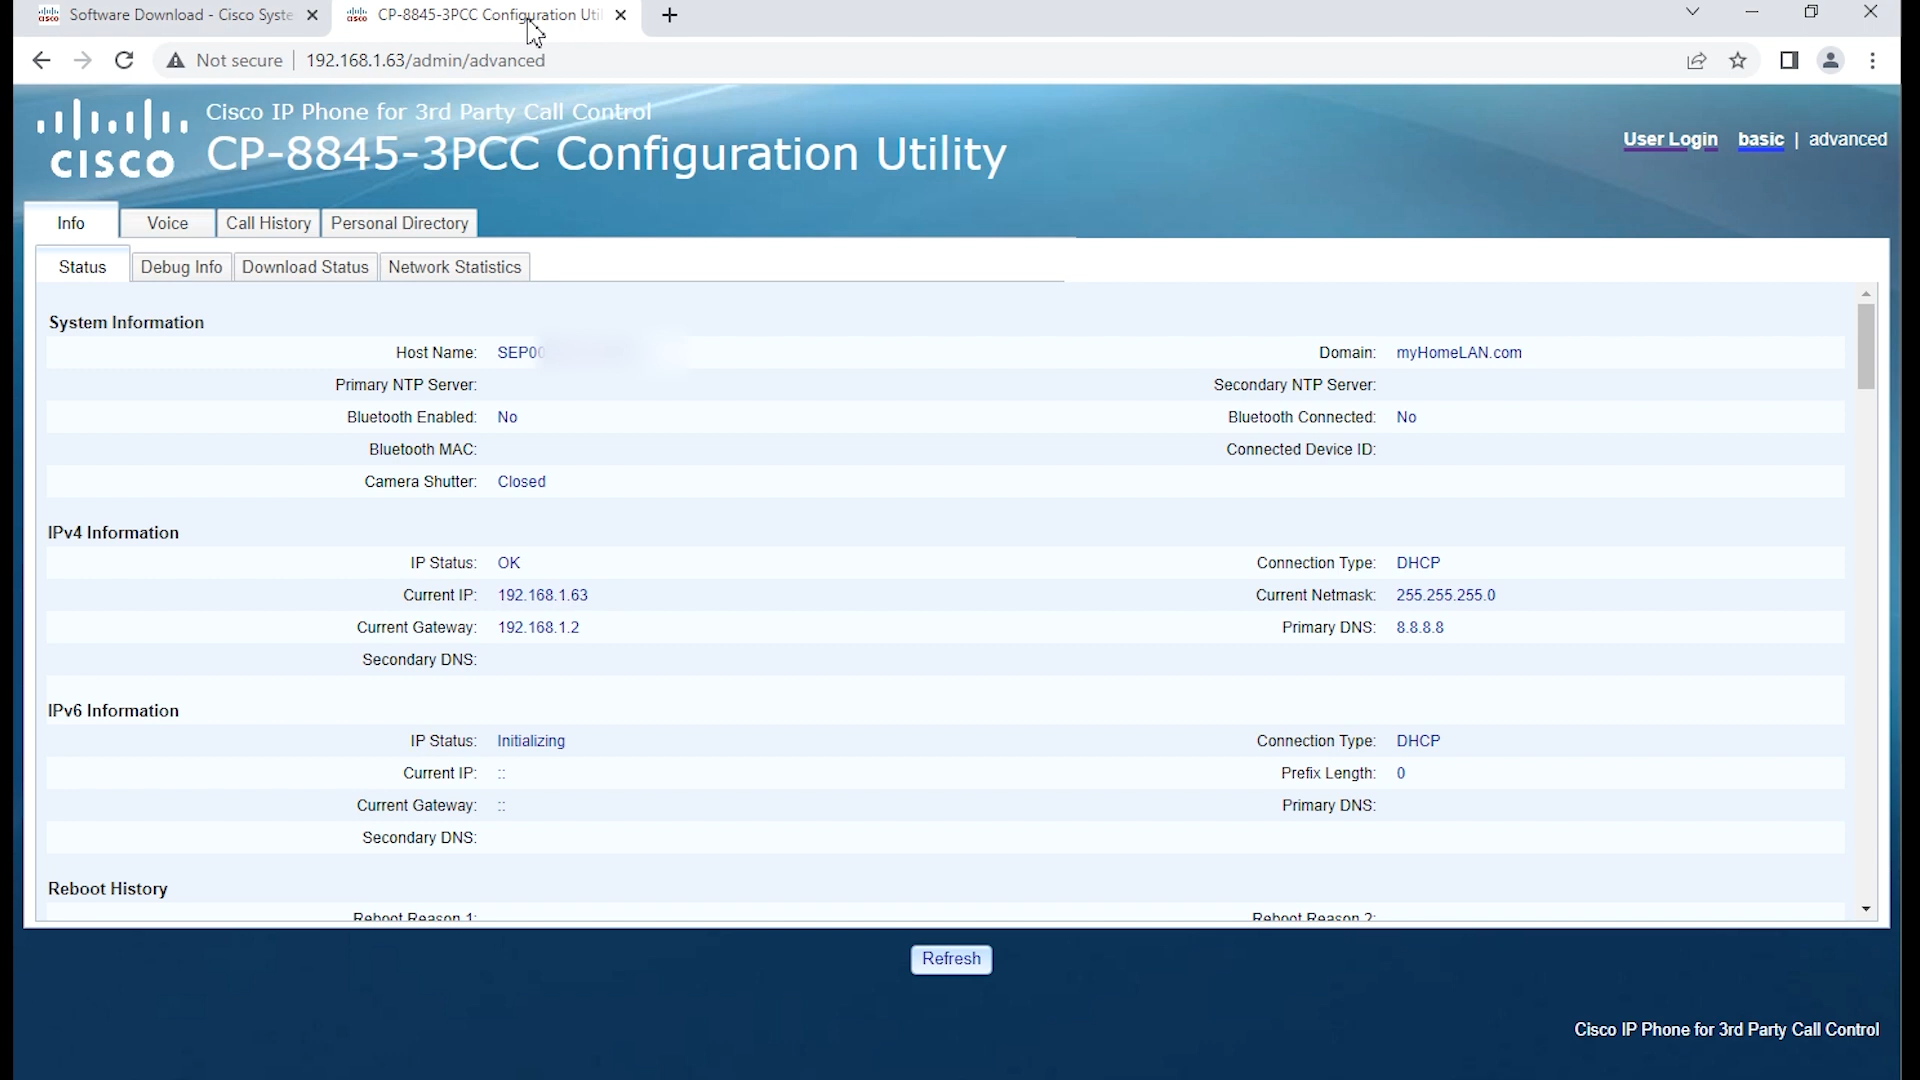 Software Download - Cisco Syste
CP-8845-3PCC Configuration Util
Not secure 192.168.1.63/admin/advanced
Cisco IP Phone for 3rd Party Call Control
CISCO CP-8845-3PCC Configuration Utility
User Login basic | advanced
Info Voice Call History Personal Directory
Status Debug Info Download Status Network Statistics
System Information
Host Name: SEP00 Domain: myHomeLAN.com
Primary NTP Server: Secondary NTP Server:
Bluetooth Enabled: No Bluetooth Connected: No
Bluetooth MAC: Connected Device ID:
Camera Shutter: Closed
IPv4 Information
IP Status: OK Connection Type: DHCP
Current IP: 192.168.1.63 Current Netmask: 255.255.255.0
Current Gateway: 192.168.1.2 Primary DNS: 8.8.8.8
Secondary DNS:
IPv6 Information
IP Status: Initializing Connection Type: DHCP
Current IP: :: Prefix Length: 0
Current Gateway: :: Primary DNS:
Secondary DNS:
Reboot History
Reboot Reason 1: Reboot Reason 2:
Refresh
Cisco IP Phone for 3rd Party Call Control